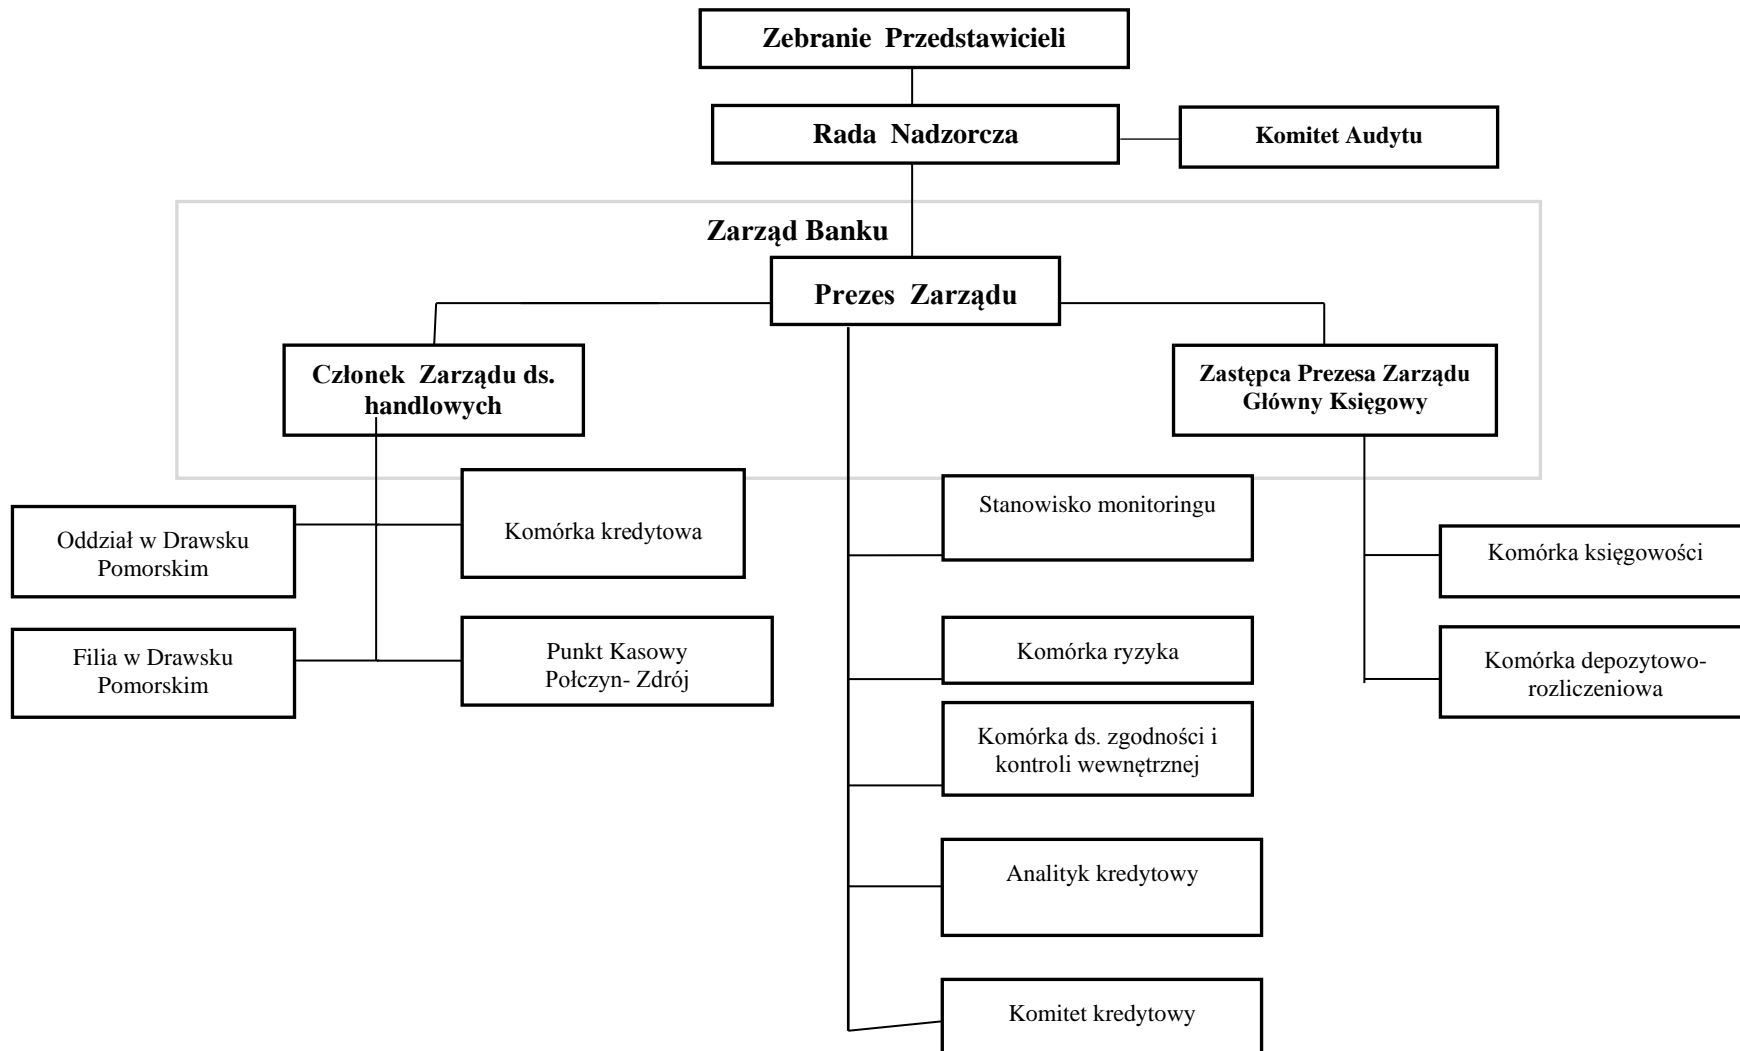 Zebranie Przedstawicieli
Rada Nadzorcza
Komitet Audytu
Zarząd Banku
Prezes Zarządu
Członek Zarządu ds.
handlowych
Zastępca Prezesa Zarządu
Główny Księgowy
Oddział w Drawsku
Pomorskim
Komórka kredytowa
Filia w Drawsku
Pomorskim
Punkt Kasowy
Połczyn- Zdrój
Stanowisko monitoringu
Komórka ryzyka
Komórka ds. zgodności i
kontroli wewnętrznej
Analityk kredytowy
Komitet kredytowy
Komórka księgowości
Komórka depozytowo-
rozliczeniowa